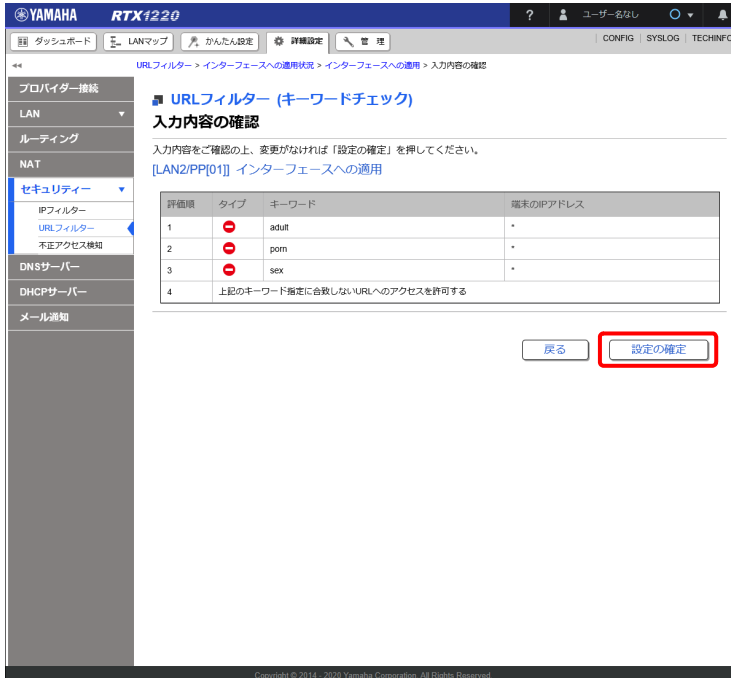 YAMAHA RTX1220 ? ユーザー名なし
ダッシュボード LANマップ かんたん設定 詳細設定 管 理 CONFIG SYSLOG TECHINFO
URLフィルター > インターフェースへの適用状況 > インターフェースへの適用 > 入力内容の確認
プロバイダー接続
LAN
ルーティング
NAT
セキュリティー
IPフィルター
URLフィルター
不正アクセス検知
DNSサーバー
DHCPサーバー
メール通知
URLフィルター (キーワードチェック)
入力内容の確認
入力内容をご確認の上、変更がなければ「設定の確定」を押してください。
[LAN2/PP[01]] インターフェースへの適用
評価順 タイプ キーワード 端末のIPアドレス
1 adult *
2 porn *
3 sex *
4 上記のキーワード指定に合致しないURLへのアクセスを許可する
戻る 設定の確定
Copyright © 2014 - 2020 Yamaha Corporation. All Rights Reserved.